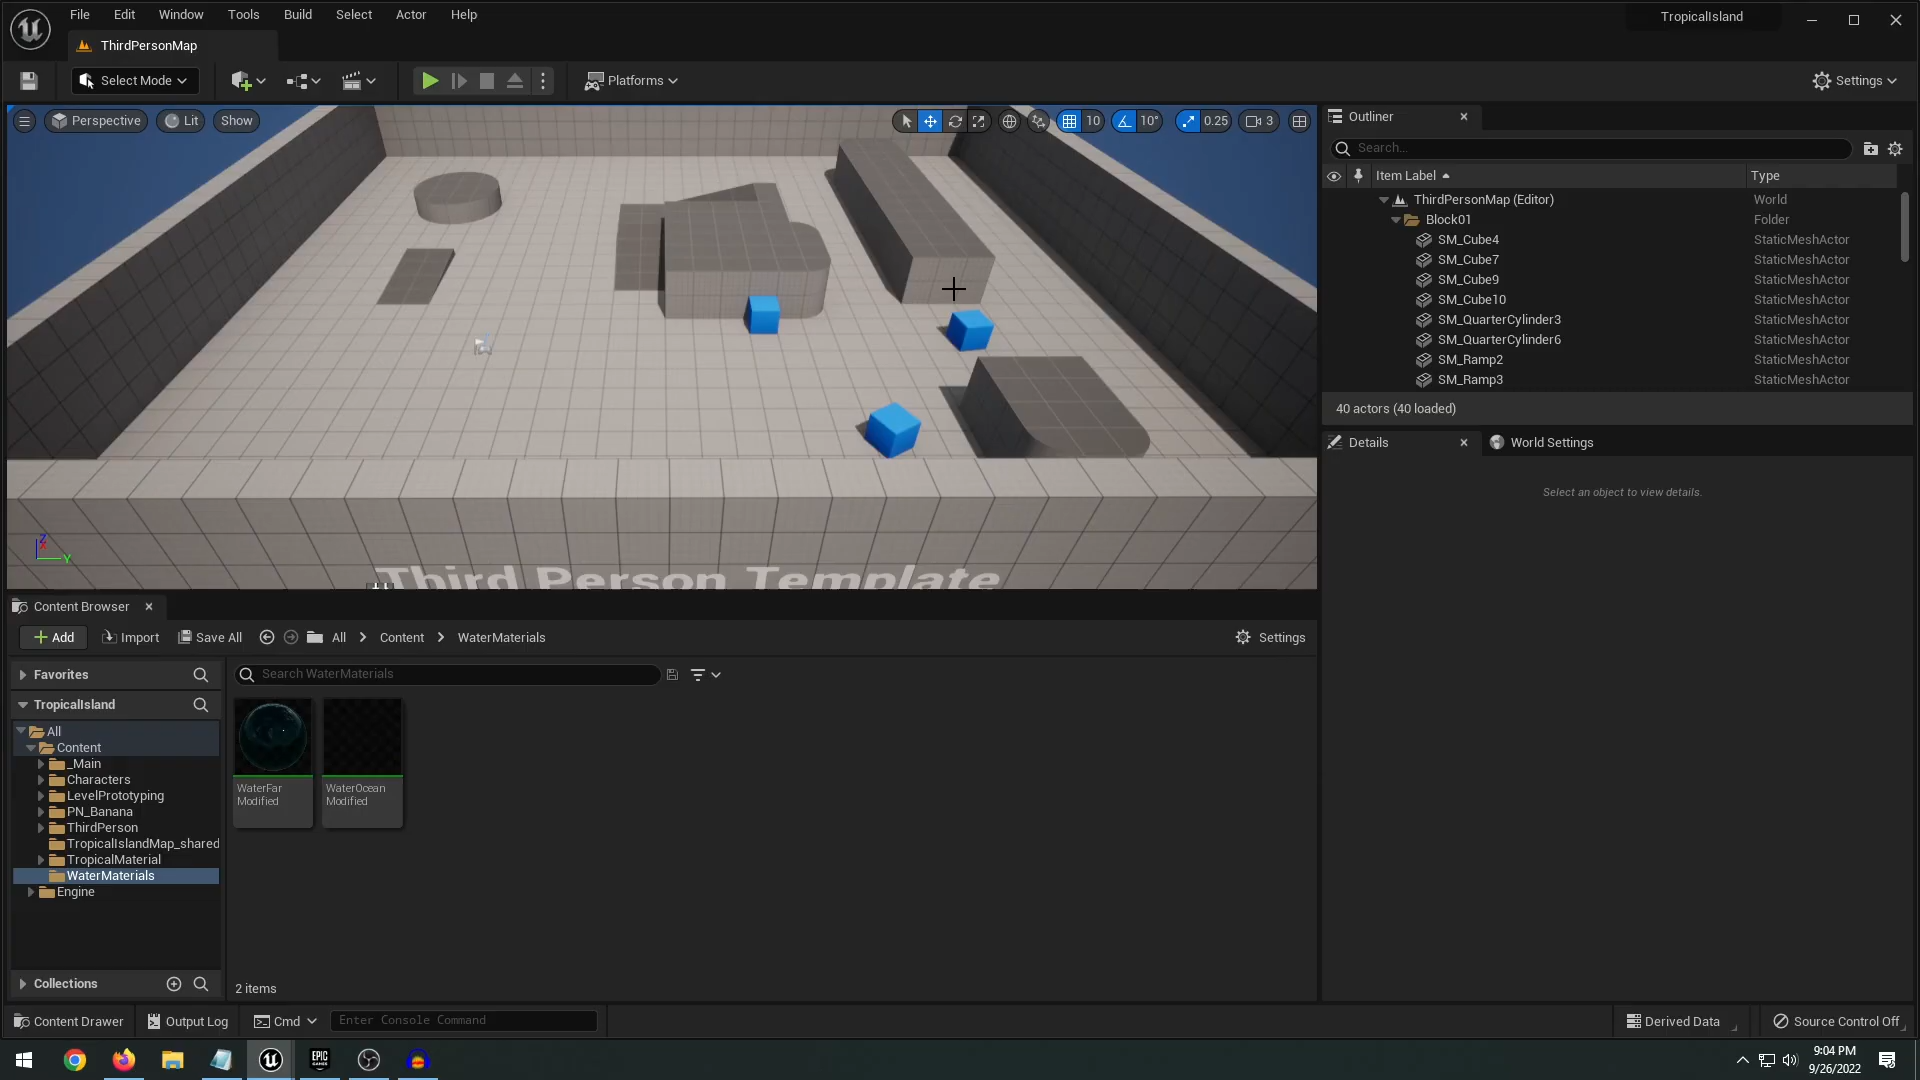 File Edit Window Tools Build Select Actor Help
TropicalIsland
ThirdPersonMap
Select Mode
Platforms
Settings
Perspective
Lit
Show
10
10°
0.25
3
Third Person Template
Outliner
Search...
Item Label
Type
ThirdPersonMap (Editor) World
Block01 Folder
SM_Cube4 StaticMeshActor
SM_Cube7 StaticMeshActor
SM_Cube9 StaticMeshActor
SM_Cube10 StaticMeshActor
SM_QuarterCylinder3 StaticMeshActor
SM_QuarterCylinder6 StaticMeshActor
SM_Ramp2 StaticMeshActor
SM_Ramp3 StaticMeshActor
40 actors (40 loaded)
Details
World Settings
Select an object to view details.
Z
X
Y
Content Browser
Add
Import
Save All
All
Content
WaterMaterials
Settings
Favorites
TropicalIsland
All
Content
_Main
Characters
LevelPrototyping
PN_Banana
ThirdPerson
TropicalIslandMap_shared
TropicalMaterial
WaterMaterials
Engine
Collections
Search WaterMaterials
WaterFar
Modified
WaterOcean
Modified
2 items
Content Drawer
Output Log
Cmd
Enter Console Command
Derived Data
Source Control Off
EPIC
GAMES
9:04 PM
9/26/2022